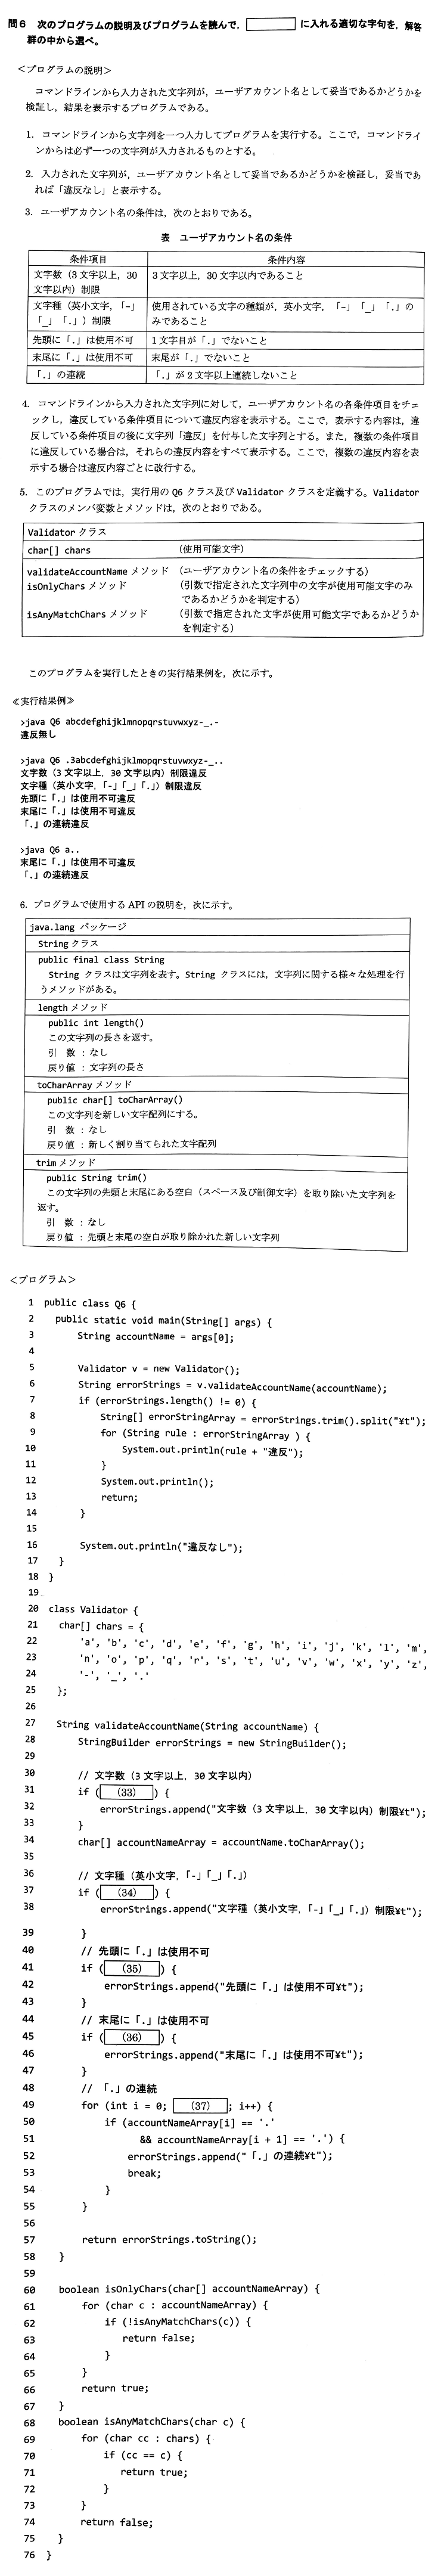 問6 次のプログラムの説明及びプログラムを読んで,　　　　に入れる適切な字句を,解答
群の中から選べ。
<プログラムの説明>
コマンドラインから入力された文字列が,ユーザアカウント名として妥当であるかどうかを
検証し,結果を表示するプログラムである。
1. コマンドラインから文字列を一つ入力してプログラムを実行する。ここで,コマンドライ
ンからは必ず一つの文字列が入力されるものとする。
2. 入力された文字列が,ユーザアカウント名として妥当であるかどうかを検証し,妥当であ
れば「違反なし」と表示する。
3. ユーザアカウント名の条件は,次のとおりである。
表 ユーザアカウント名の条件
条件項目 条件内容
文字数(3文字以上,30
文字以内)制限 3文字以上,30文字以内であること
文字種(英小文字,「-」
「_」「.」)制限 使用されている文字の種類が,英小文字,「-」「_」「.」の
みであること
先頭に「.」は使用不可 1文字目が「.」でないこと
末尾に「.」は使用不可 末尾が「.」でないこと
「.」の連続 「.」が2文字以上連続しないこと
4. コマンドラインから入力された文字列に対して,ユーザアカウント名の各条件項目をチェ
ックし,違反している条件項目について違反内容を表示する。ここで,表示する内容は,違
反している条件項目の後に文字列「違反」を付与した文字列とする。また,複数の条件項目
に違反している場合は,それらの違反内容をすべて表示する。ここで,複数の違反内容を表
示する場合は違反内容ごとに改行する。
5. このプログラムでは,実行用の Q6 クラス及び Validator クラスを定義する。Validator
クラスのメンバ変数とメソッドは,次のとおりである。
Validator クラス
char[] chars (使用可能文字)
validateAccountName メソッド (ユーザアカウント名の条件をチェックする)
isOnlyChars メソッド (引数で指定された文字列中の文字が使用可能文字のみ
であるかどうかを判定する)
isAnyMatchChars メソッド (引数で指定された文字が使用可能文字であるかどうか
を判定する)
このプログラムを実行したときの実行結果例を,次に示す。
≪実行結果例≫
>java Q6 abcdefghijklmnopqrstuvwxyz-_.-
違反無し
>java Q6 .3abcdefghijklmopqrstuvwxyz-_..
文字数(3文字以上,30文字以内)制限違反
文字種(英小文字,「-」「_」「.」)制限違反
先頭に「.」は使用不可違反
末尾に「.」は使用不可違反
「.」の連続違反
>java Q6 a..
末尾に「.」は使用不可違反
「.」の連続違反
6. プログラムで使用する API の説明を,次に示す。
java.lang パッケージ
String クラス
public final class String
String クラスは文字列を表す。String クラスには,文字列に関する様々な処理を行
うメソッドがある。
length メソッド
public int length()
この文字列の長さを返す。
引 数 : なし
戻り値 : 文字列の長さ
toCharArray メソッド
public char[] toCharArray()
この文字列を新しい文字配列にする。
引 数 : なし
戻り値 : 新しく割り当てられた文字配列
trim メソッド
public String trim()
この文字列の先頭と末尾にある空白(スペース及び制御文字)を取り除いた文字列を
返す。
引 数 : なし
戻り値 : 先頭と末尾の空白が取り除かれた新しい文字列
<プログラム>
1 public class Q6 {
2 public static void main(String[] args) {
3 String accountName = args[0];
4
5 Validator v = new Validator();
6 String errorStrings = v.validateAccountName(accountName);
7 if (errorStrings.length() != 0) {
8 String[] errorStringArray = errorStrings.trim().split("¥t");
9 for (String rule : errorStringArray ) {
10 System.out.println(rule + "違反");
11 }
12 System.out.println();
13 return;
14 }
15
16 System.out.println("違反なし");
17 }
18 }
19
20 class Validator {
21 char[] chars = {
22 'a', 'b', 'c', 'd', 'e', 'f', 'g', 'h', 'i', 'j', 'k', 'l', 'm',
23 'n', 'o', 'p', 'q', 'r', 's', 't', 'u', 'v', 'w', 'x', 'y', 'z',
24 '-', '_', '.'
25 };
26
27 String validateAccountName(String accountName) {
28 StringBuilder errorStrings = new StringBuilder();
29
30 // 文字数(3文字以上,30文字以内)
31 if ( (33) ) {
32 errorStrings.append("文字数(3文字以上,30文字以内)制限¥t");
33 }
34 char[] accountNameArray = accountName.toCharArray();
35
36 // 文字種(英小文字,「-」「_」「.」)
37 if ( (34) ) {
38 errorStrings.append("文字種(英小文字,「-」「_」「.」)制限¥t");
39 }
40 // 先頭に「.」は使用不可
41 if ( (35) ) {
42 errorStrings.append("先頭に「.」は使用不可¥t");
43 }
44 // 末尾に「.」は使用不可
45 if ( (36) ) {
46 errorStrings.append("末尾に「.」は使用不可¥t");
47 }
48 // 「.」の連続
49 for (int i = 0; (37) ; i++) {
50 if (accountNameArray[i] == '.'
51 && accountNameArray[i + 1] == '.') {
52 errorStrings.append("「.」の連続¥t");
53 break;
54 }
55 }
56
57 return errorStrings.toString();
58 }
59
60 boolean isOnlyChars(char[] accountNameArray) {
61 for (char c : accountNameArray) {
62 if (!isAnyMatchChars(c)) {
63 return false;
64 }
65 }
66 return true;
67 }
68 boolean isAnyMatchChars(char c) {
69 for (char cc : chars) {
70 if (cc == c) {
71 return true;
72 }
73 }
74 return false;
75 }
76 }